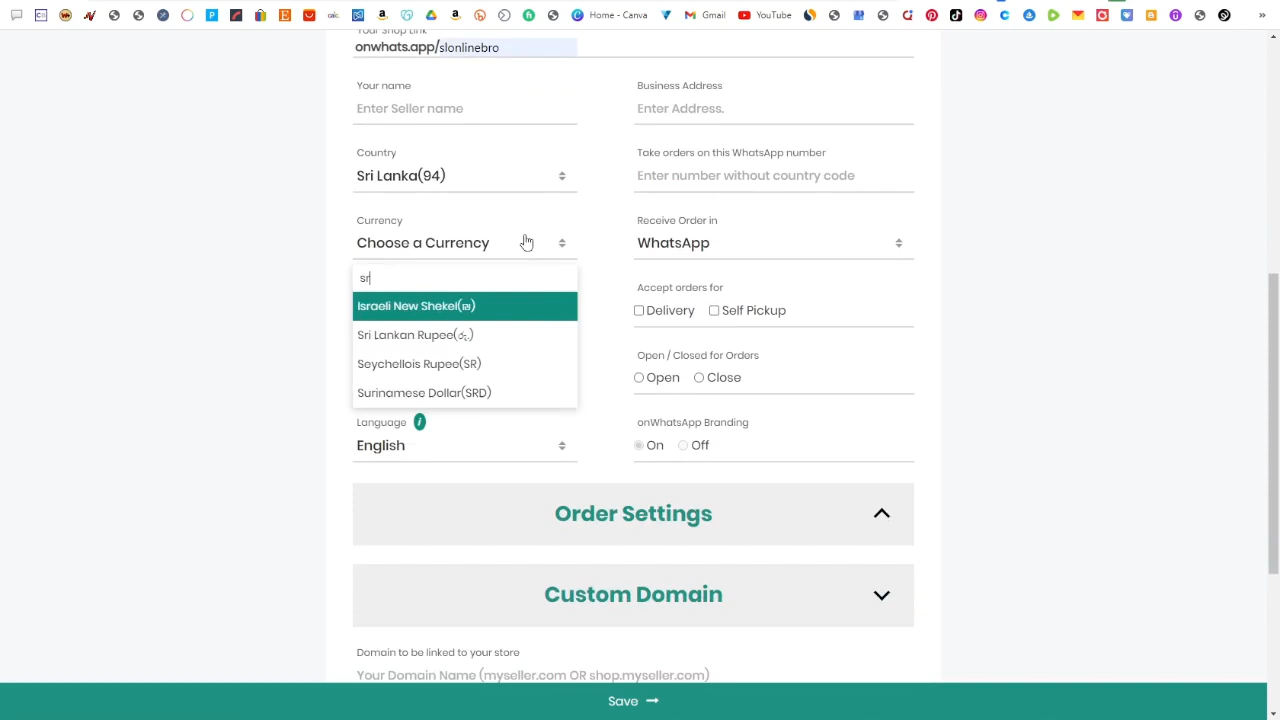 Home - Canva
Gmail
YouTube
Your Shop Link
onwhats.app/slonlinebro
Your name
Business Address
Enter Seller name
Enter Address.
Country
Take orders on this WhatsApp number
Sri Lanka(94)
Enter number without country code
Currency
Receive Order in
Choose a Currency
WhatsApp
sr
Accept orders for
Israeli New Shekel(₪)
Delivery
Self Pickup
Sri Lankan Rupee(රු.)
Open / Closed for Orders
Seychellois Rupee(SR)
Open
Close
Surinamese Dollar(SRD)
Language
onWhatsApp Branding
English
On
Off
Order Settings
Custom Domain
Domain to be linked to your store
Your Domain Name (myseller.com OR shop.myseller.com)
Save